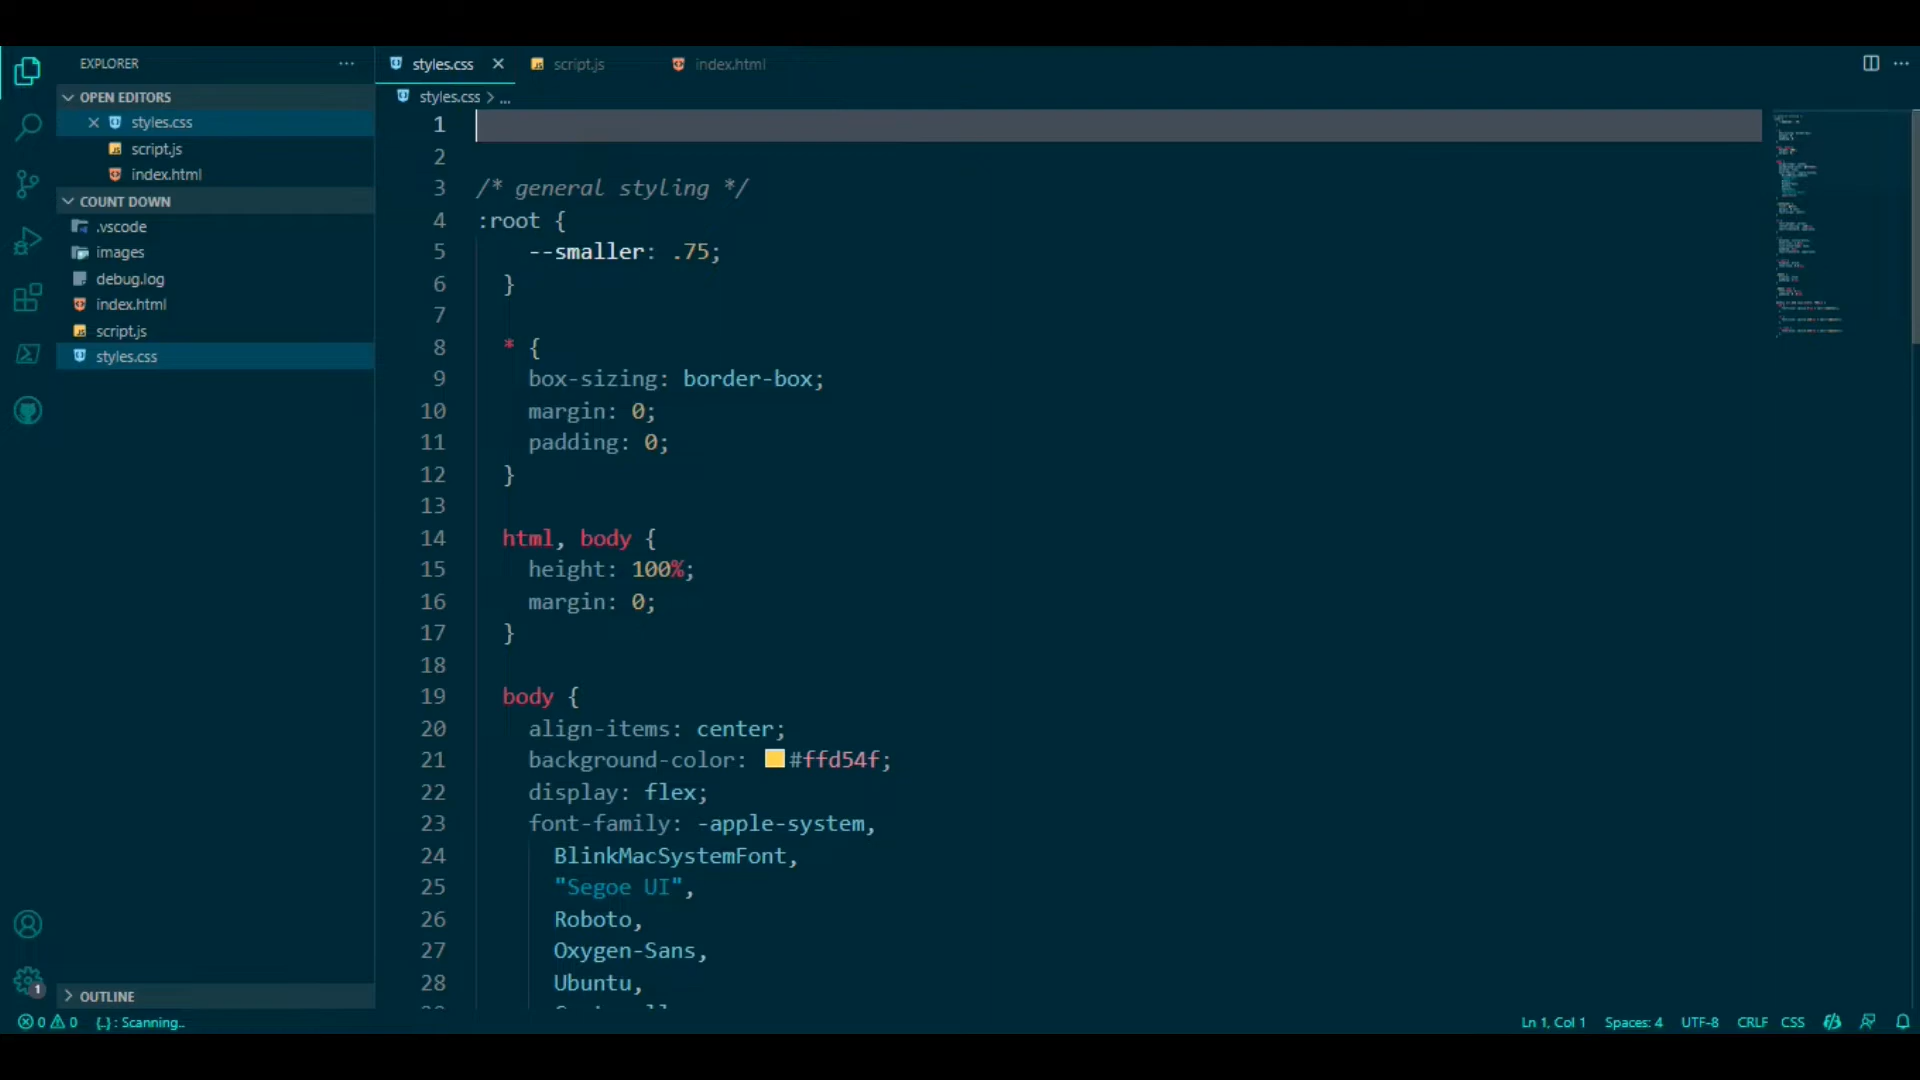 EXPLORER
styles.css
script.js
index.html
OPEN EDITORS
styles.css > ...
styles.css
script.js
index.html
COUNT DOWN
.vscode
images
debug.log
index.html
script.js
styles.css
1
2
3 /* general styling */
4 :root {
5 --smaller: .75;
6 }
7
8 * {
9 box-sizing: border-box;
10 margin: 0;
11 padding: 0;
12 }
13
14 html, body {
15 height: 100%;
16 margin: 0;
17 }
18
19 body {
20 align-items: center;
21 background-color: #ffd54f;
22 display: flex;
23 font-family: -apple-system,
24 BlinkMacSystemFont,
25 "Segoe UI",
26 Roboto,
27 Oxygen-Sans,
28 Ubuntu,
1
OUTLINE
0 0 {..} : Scanning..
Ln 1, Col 1 Spaces: 4 UTF-8 CRLF CSS